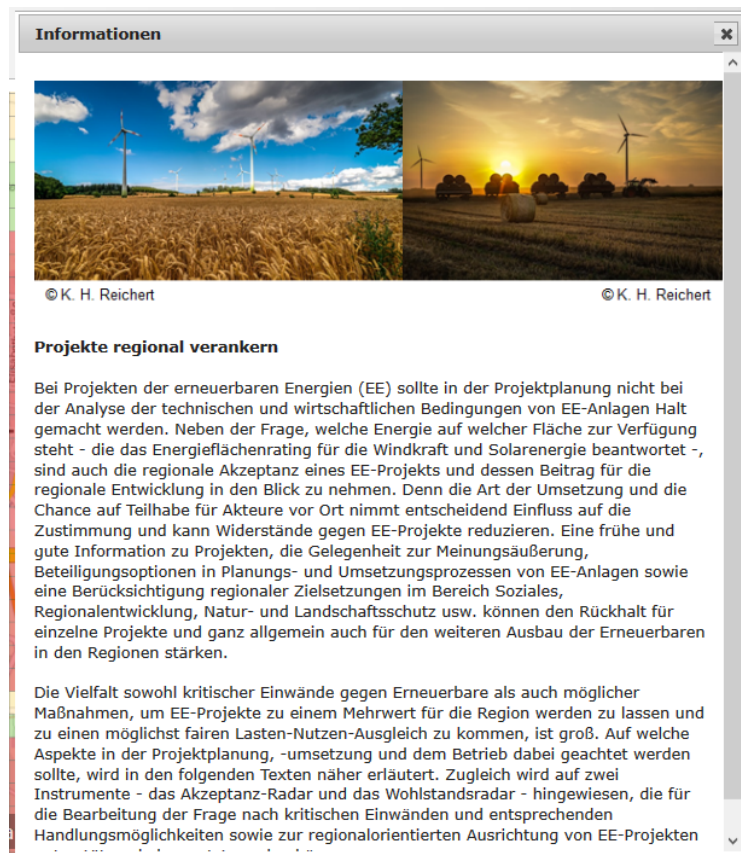 Informationen
© K. H. Reichert
© K. H. Reichert
Projekte regional verankern
Bei Projekten der erneuerbaren Energien (EE) sollte in der Projektplanung nicht bei
der Analyse der technischen und wirtschaftlichen Bedingungen von EE-Anlagen Halt
gemacht werden. Neben der Frage, welche Energie auf welcher Fläche zur Verfügung
steht - die das Energieflächenrating für die Windkraft und Solarenergie beantwortet -,
sind auch die regionale Akzeptanz eines EE-Projekts und dessen Beitrag für die
regionale Entwicklung in den Blick zu nehmen. Denn die Art der Umsetzung und die
Chance auf Teilhabe für Akteure vor Ort nimmt entscheidend Einfluss auf die
Zustimmung und kann Widerstände gegen EE-Projekte reduzieren. Eine frühe und
gute Information zu Projekten, die Gelegenheit zur Meinungsäußerung,
Beteiligungsoptionen in Planungs- und Umsetzungsprozessen von EE-Anlagen sowie
eine Berücksichtigung regionaler Zielsetzungen im Bereich Soziales,
Regionalentwicklung, Natur- und Landschaftsschutz usw. können den Rückhalt für
einzelne Projekte und ganz allgemein auch für den weiteren Ausbau der Erneuerbaren
in den Regionen stärken.
Die Vielfalt sowohl kritischer Einwände gegen Erneuerbare als auch möglicher
Maßnahmen, um EE-Projekte zu einem Mehrwert für die Region werden zu lassen und
zu einen möglichst fairen Lasten-Nutzen-Ausgleich zu kommen, ist groß. Auf welche
Aspekte in der Projektplanung, -umsetzung und dem Betrieb dabei geachtet werden
sollte, wird in den folgenden Texten näher erläutert. Zugleich wird auf zwei
Instrumente - das Akzeptanz-Radar und das Wohlstandsradar - hingewiesen, die für
die Bearbeitung der Frage nach kritischen Einwänden und entsprechenden
Handlungsmöglichkeiten sowie zur regionalorientierten Ausrichtung von EE-Projekten